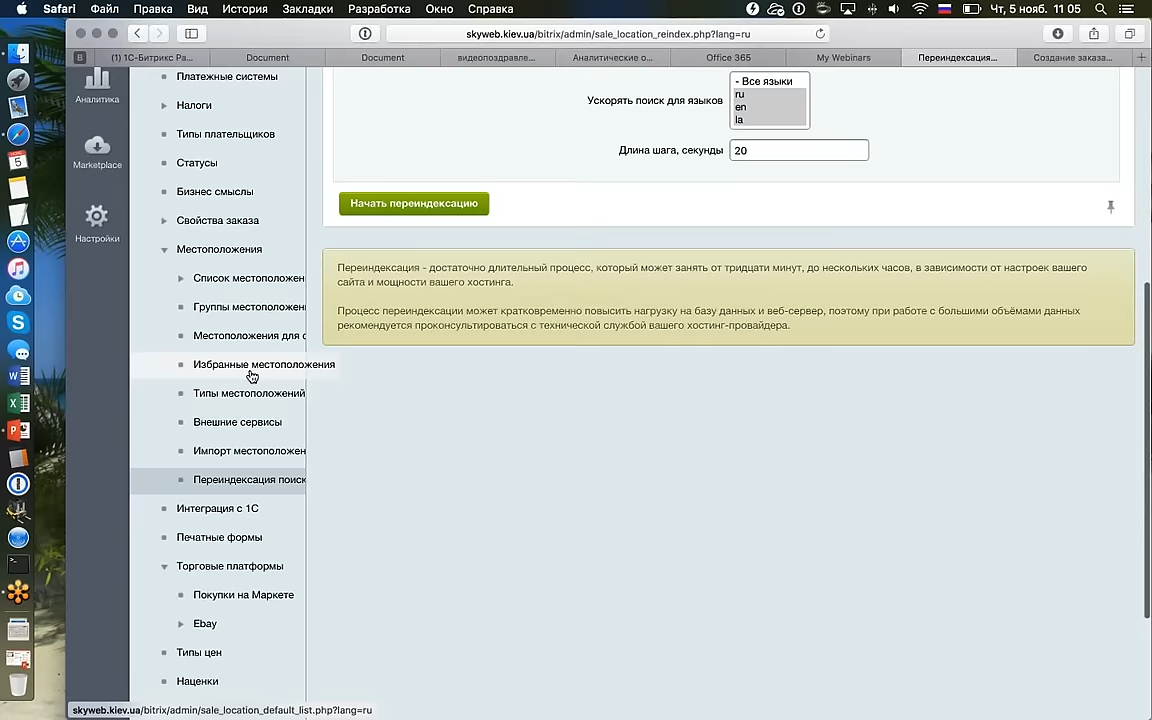 Safari Файл Правка Вид История Закладки Разработка Окно Справка Чт, 5 нояб. 11 05
skyweb.kiev.ua/bitrix/admin/sale_location_reindex.php?lang=ru
(1) 1С-Битрикс Ра... Document Document видеопоздравле... Аналитические о... Office 365 My Webinars Переиндексация... Создание заказа...
Аналитика
Marketplace
Настройки
Платежные системы
Налоги
Типы плательщиков
Статусы
Бизнес смыслы
Свойства заказа
Местоположения
Список местоположен
Группы местоположен
Местоположения для с
Избранные местоположения
Типы местоположений
Внешние сервисы
Импорт местоположен
Переиндексация поиск
Интеграция с 1С
Печатные формы
Торговые платформы
Покупки на Маркете
Ebay
Типы цен
Наценки
Ускорять поиск для языков
- Все языки
ru
en
la
Длина шага, секунды 20
Начать переиндексацию
Переиндексация - достаточно длительный процесс, который может занять от тридцати минут, до нескольких часов, в зависимости от настроек вашего
сайта и мощности вашего хостинга.
Процесс переиндексации может кратковременно повысить нагрузку на базу данных и веб-сервер, поэтому при работе с большими объёмами данных
рекомендуется проконсультироваться с технической службой вашего хостинг-провайдера.
skyweb.kiev.ua/bitrix/admin/sale_location_default_list.php?lang=ru